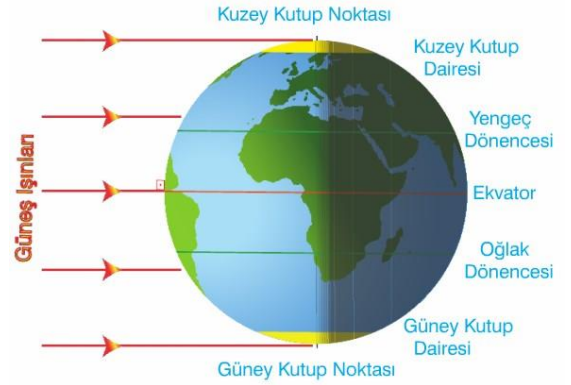 Kuzey Kutup Noktası
Kuzey Kutup
Dairesi
Yengeç
Dönencesi
Güneş Işınları
Ekvator
Oğlak
Dönencesi
Güney Kutup
Dairesi
Güney Kutup Noktası